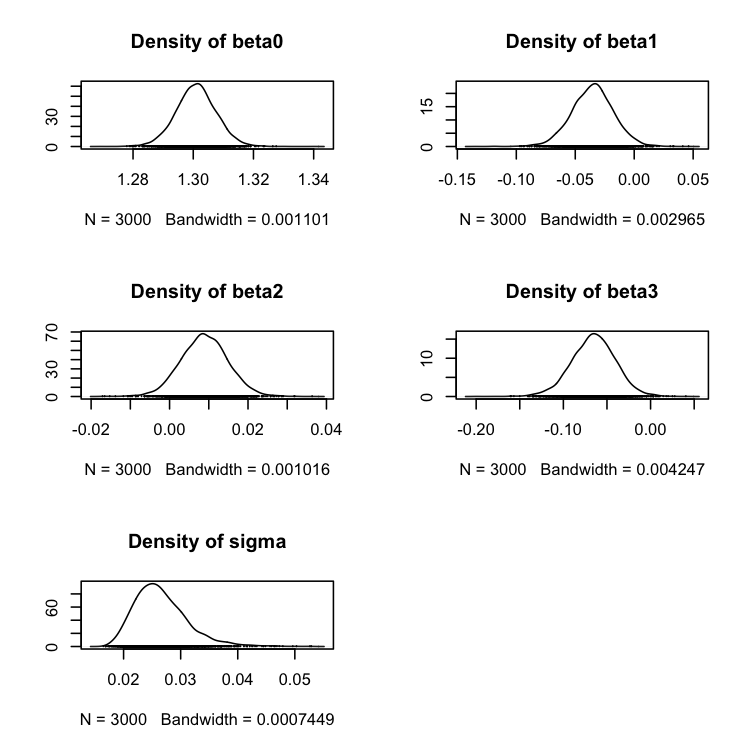 Density of beta0
30
0
1.28 1.30 1.32 1.34
N = 3000 Bandwidth = 0.001101
Density of beta1
15
0
-0.15 -0.10 -0.05 0.00 0.05
N = 3000 Bandwidth = 0.002965
Density of beta2
70
30
0
-0.02 0.00 0.02 0.04
N = 3000 Bandwidth = 0.001016
Density of beta3
10
0
-0.20 -0.10 0.00
N = 3000 Bandwidth = 0.004247
Density of sigma
60
0
0.02 0.03 0.04 0.05
N = 3000 Bandwidth = 0.0007449